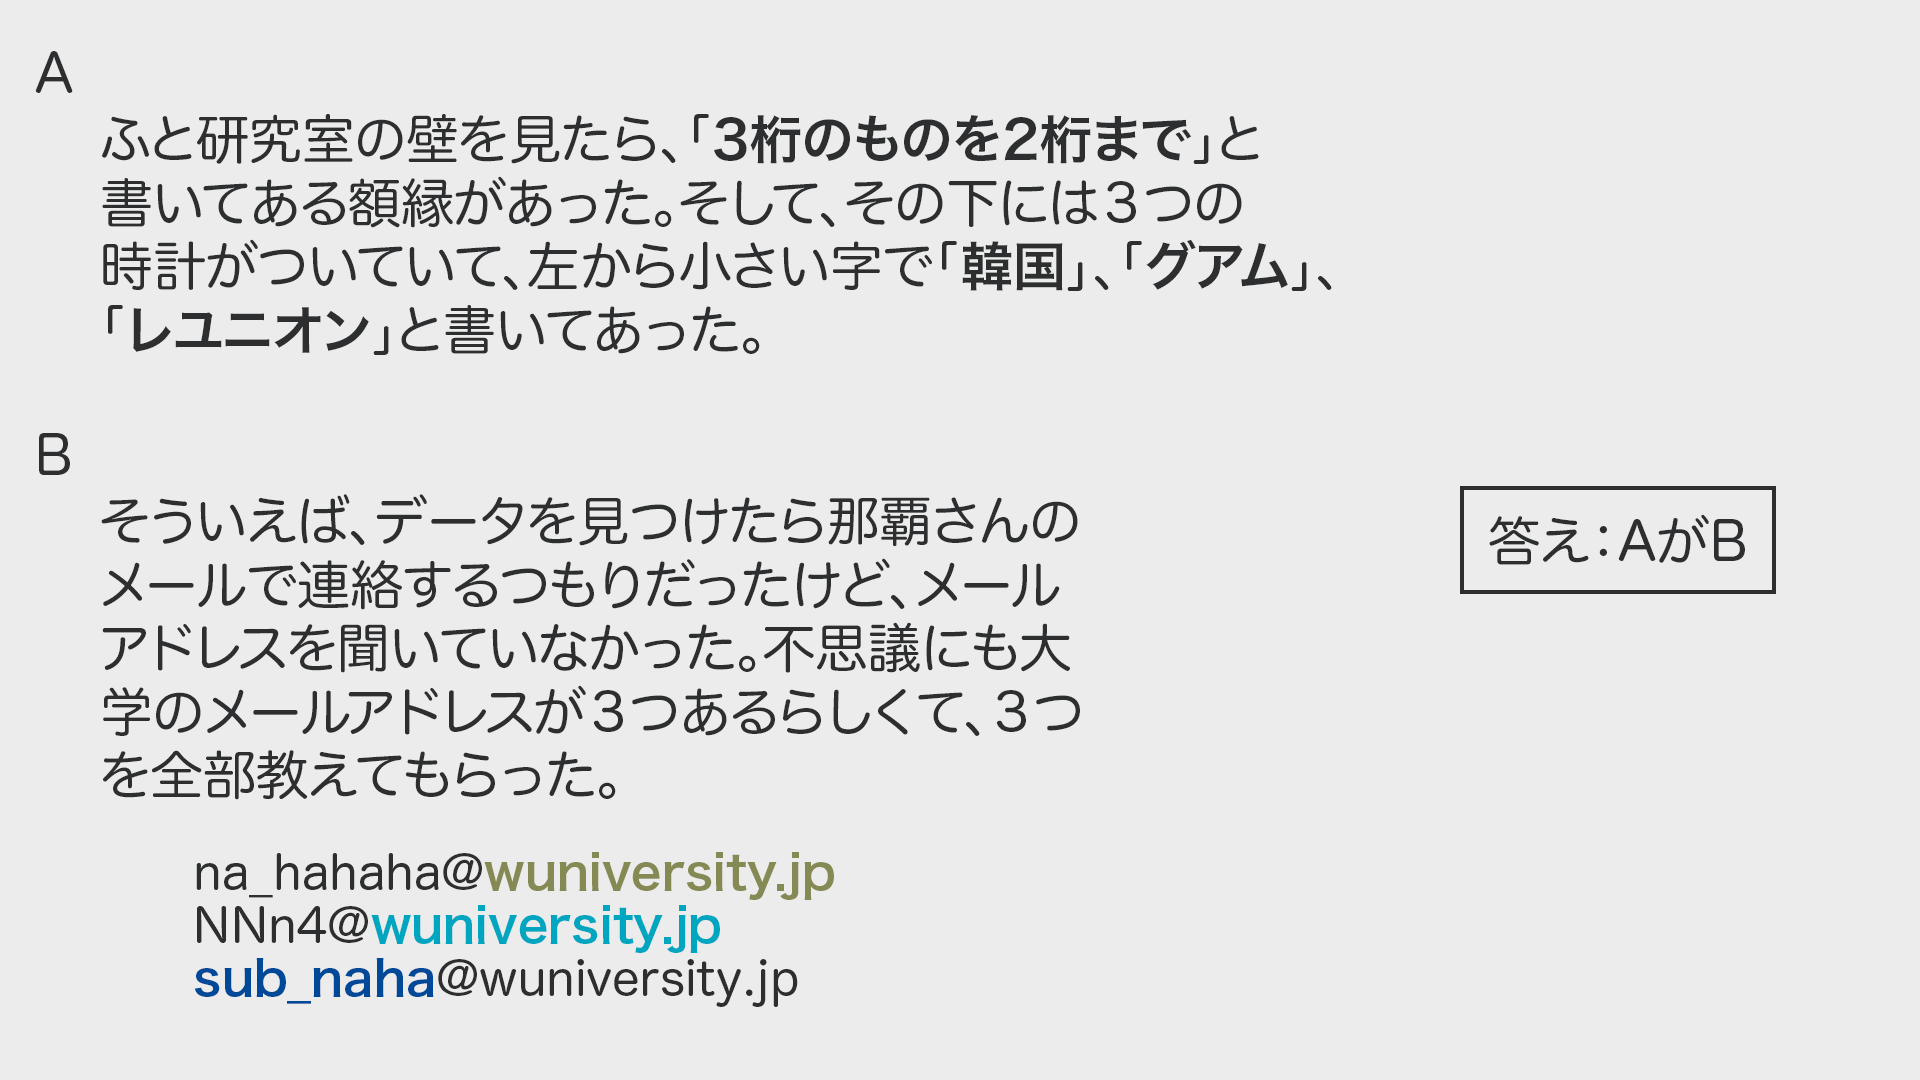 A
ふと研究室の壁を見たら、「3桁のものを2桁まで」と
書いてある額縁があった。そして、その下には３つの
時計がついていて、左から小さい字で「韓国」、「グアム」、
「レユニオン」と書いてあった。
B
そういえば、データを見つけたら那覇さんの
メールで連絡するつもりだったけど、メール
アドレスを聞いていなかった。不思議にも大
学のメールアドレスが３つあるらしくて、３つ
を全部教えてもらった。
na_hahaha@wuniversity.jp
NNn4@wuniversity.jp
sub_naha@wuniversity.jp
答え：AがB